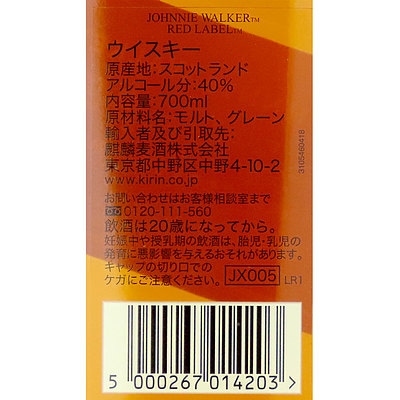 JOHNNIE WALKER™
RED LABEL™
ウイスキー
原産地:スコットランド
アルコール分:40%
内容量:700ml
原材料名:モルト、グレーン
輸入者及び引取先:
麒麟麦酒株式会社
東京都中野区中野4-10-2
www.kirin.co.jp
お問い合わせはお客様相談室まで
0120-111-560
飲酒は20歳になってから。
妊娠中や授乳期の飲酒は、胎児・乳児の
発育に悪影響を与えるおそれがあります。
キャップの切り口での
ケガにご注意ください。 JX005 LR1
3105460418
5 000267 014203 >